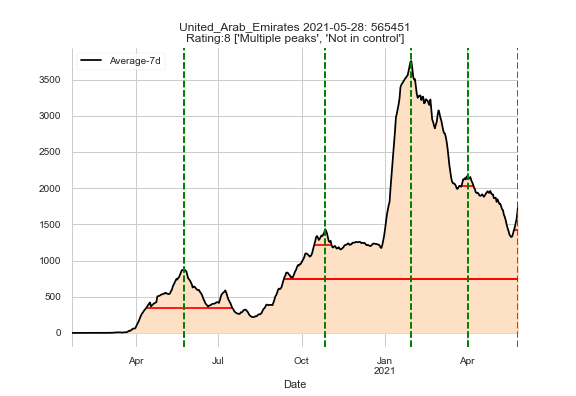 United_Arab_Emirates 2021-05-28: 565451
Rating:8 ['Multiple peaks', 'Not in control']
Average-7d
3500
3000
2500
2000
1500
1000
500
0
Apr
Jul
Oct
Jan
2021
Apr
Date